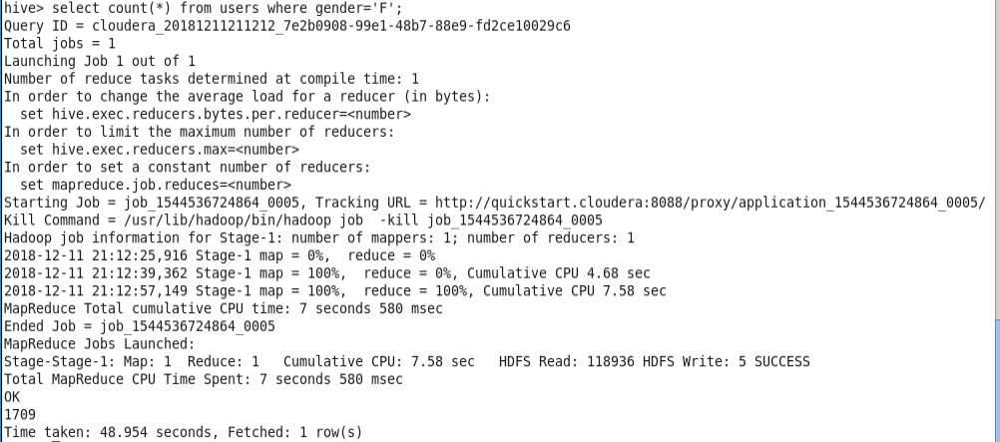 hive> select count(*) from users where gender='F';
Query ID = cloudera_20181211211212_7e2b0908-99e1-48b7-88e9-fd2ce10029c6
Total jobs = 1
Launching Job 1 out of 1
Number of reduce tasks determined at compile time: 1
In order to change the average load for a reducer (in bytes):
  set hive.exec.reducers.bytes.per.reducer=<number>
In order to limit the maximum number of reducers:
  set hive.exec.reducers.max=<number>
In order to set a constant number of reducers:
  set mapreduce.job.reduces=<number>
Starting Job = job_1544536724864_0005, Tracking URL = http://quickstart.cloudera:8088/proxy/application_1544536724864_0005/
Kill Command = /usr/lib/hadoop/bin/hadoop job  -kill job_1544536724864_0005
Hadoop job information for Stage-1: number of mappers: 1; number of reducers: 1
2018-12-11 21:12:25,916 Stage-1 map = 0%,  reduce = 0%
2018-12-11 21:12:39,362 Stage-1 map = 100%,  reduce = 0%, Cumulative CPU 4.68 sec
2018-12-11 21:12:57,149 Stage-1 map = 100%,  reduce = 100%, Cumulative CPU 7.58 sec
MapReduce Total cumulative CPU time: 7 seconds 580 msec
Ended Job = job_1544536724864_0005
MapReduce Jobs Launched:
Stage-Stage-1: Map: 1  Reduce: 1   Cumulative CPU: 7.58 sec   HDFS Read: 118936 HDFS Write: 5 SUCCESS
Total MapReduce CPU Time Spent: 7 seconds 580 msec
OK
1709
Time taken: 48.954 seconds, Fetched: 1 row(s)